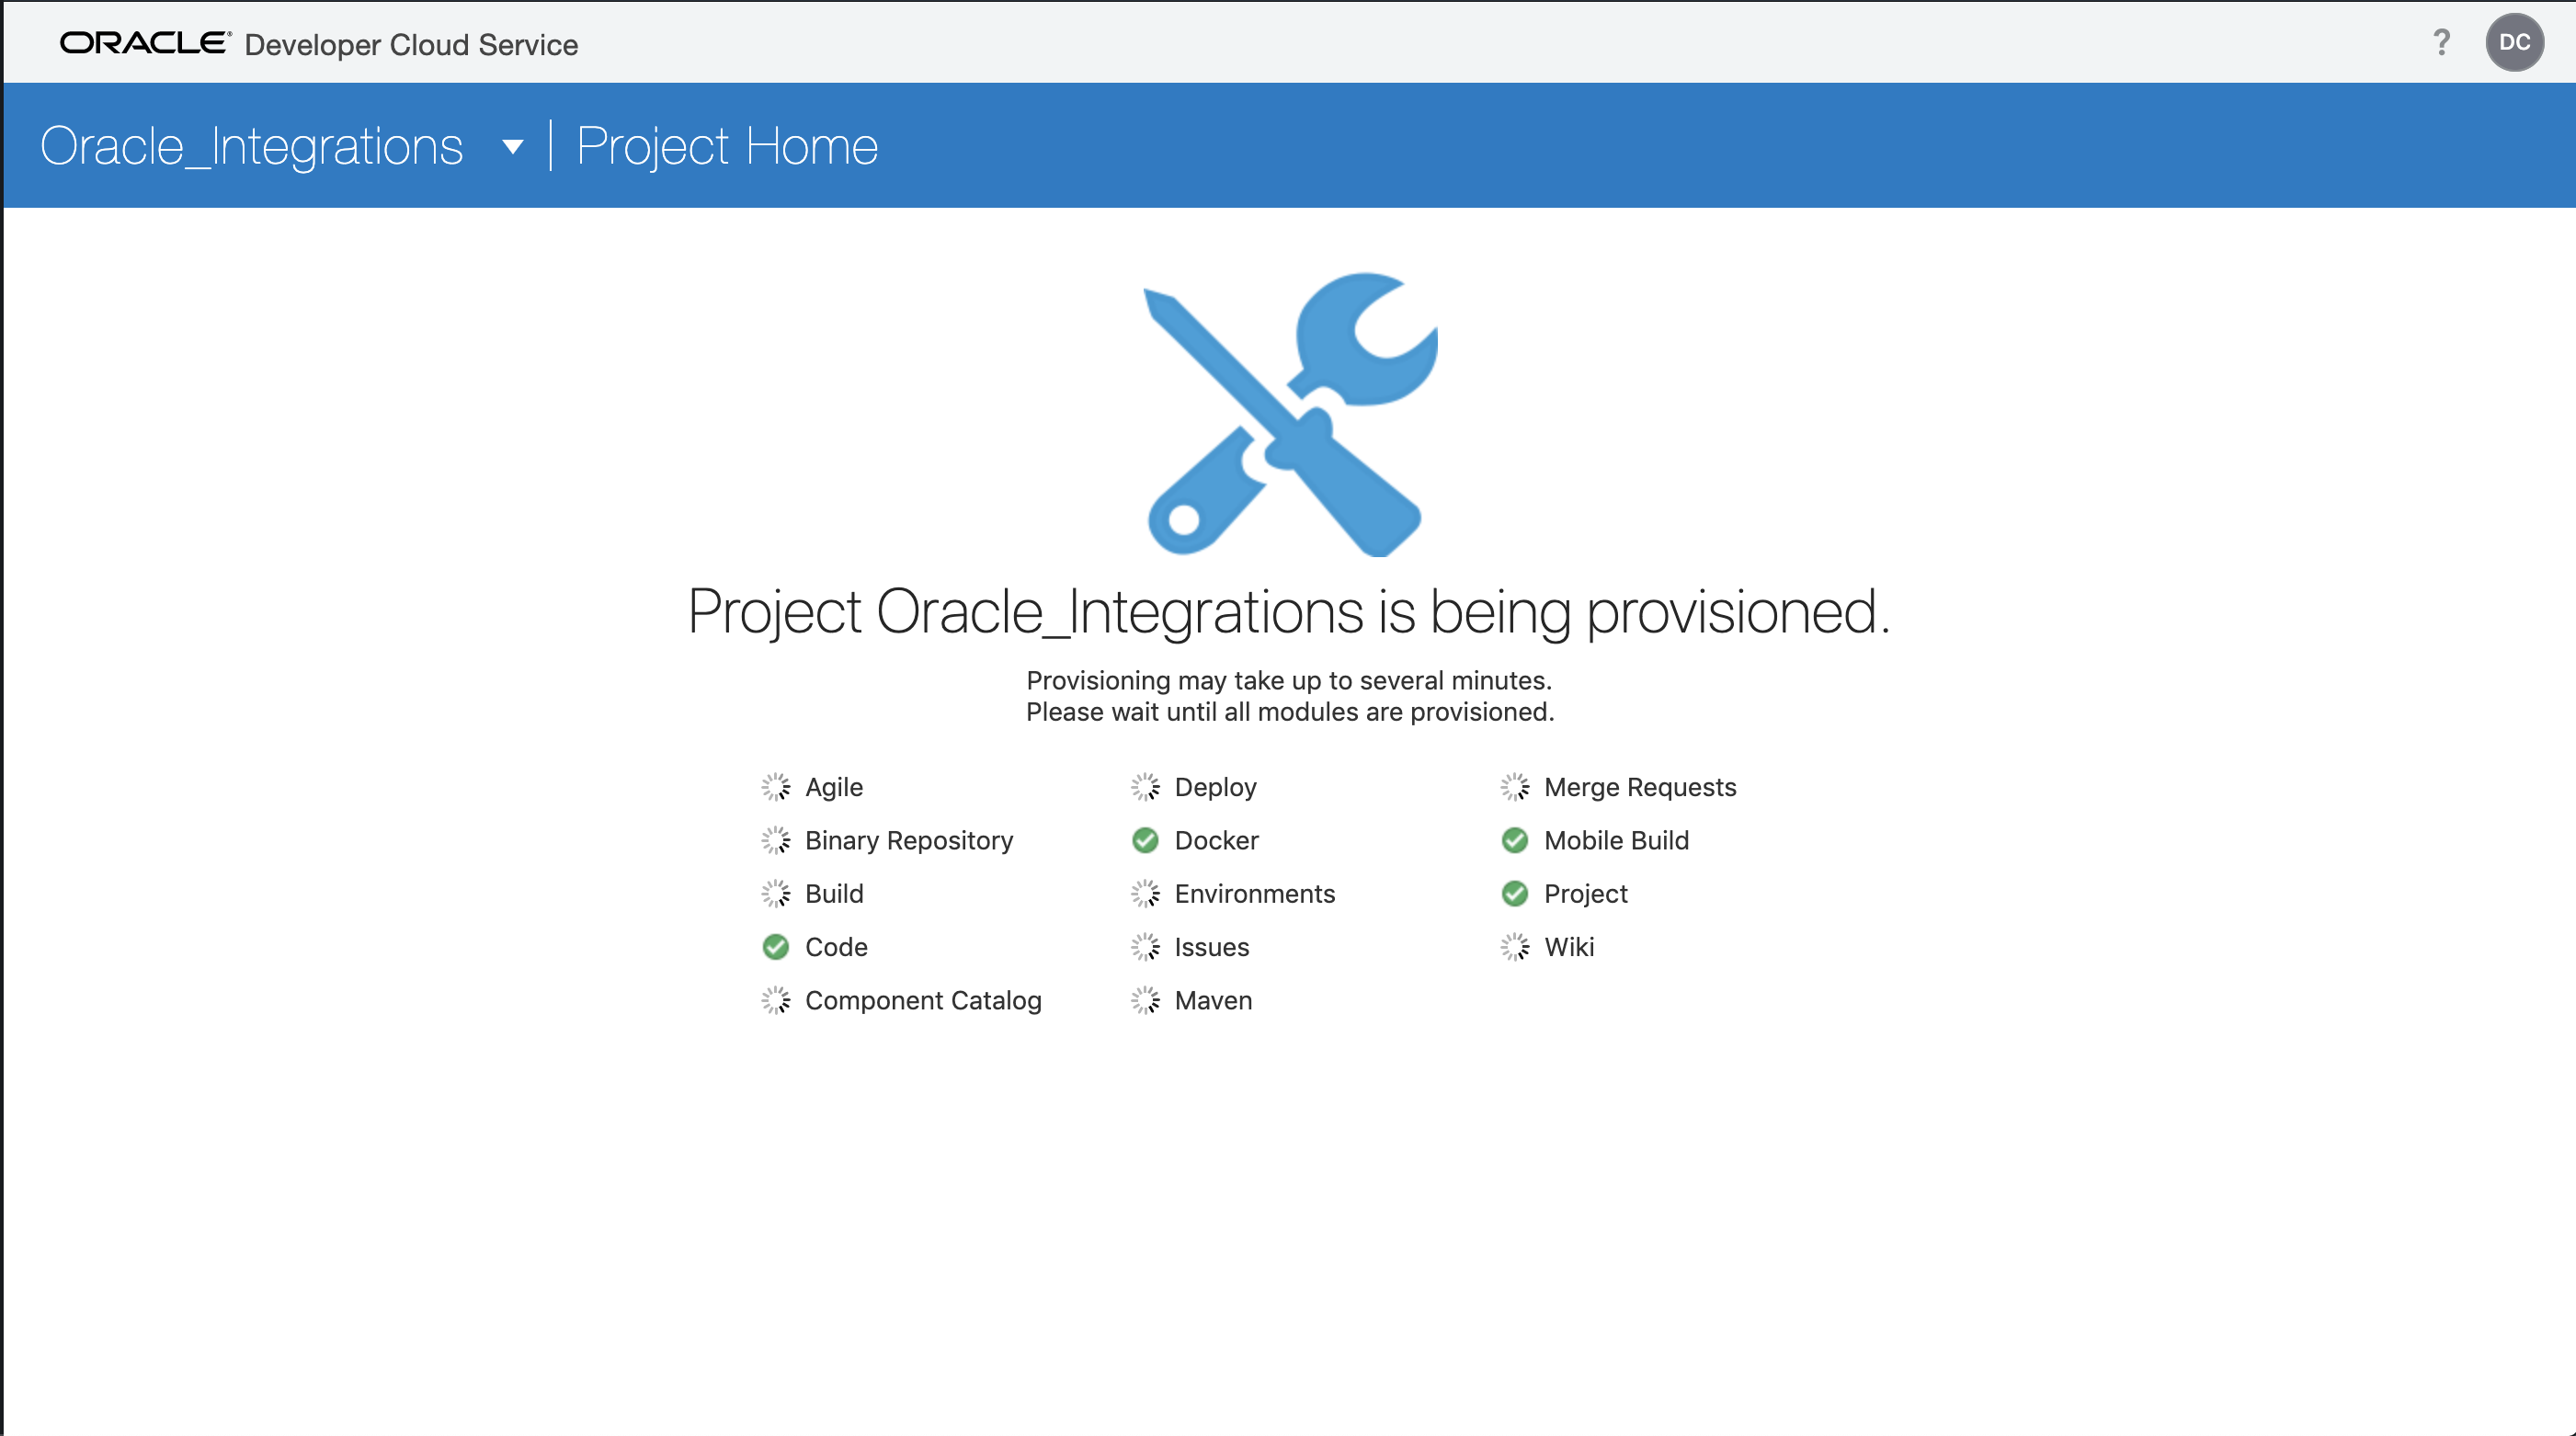 ORACLE® Developer Cloud Service
? DC
Oracle_Integrations Project Home
Project Oracle_Integrations is being provisioned.
Provisioning may take up to several minutes.
Please wait until all modules are provisioned.
Agile
Binary Repository
Build
Code
Component Catalog
Deploy
Docker
Environments
Issues
Maven
Merge Requests
Mobile Build
Project
Wiki